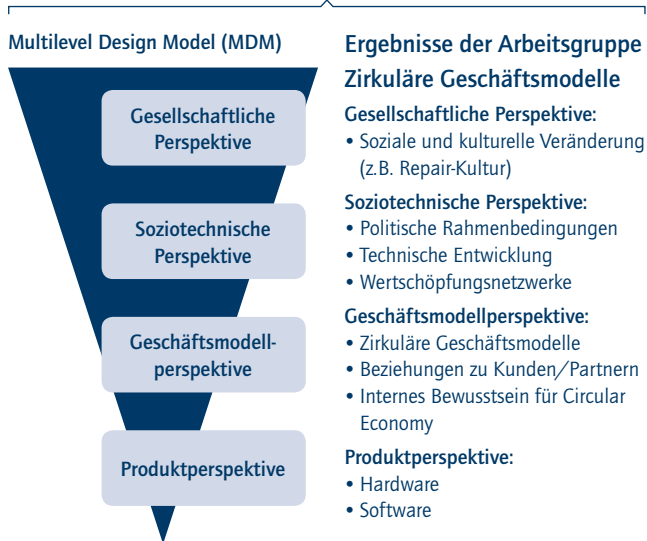 Multilevel Design Model (MDM)
Gesellschaftliche
Perspektive
Soziotechnische
Perspektive
Geschäftsmodell-
perspektive
Produktperspektive
Ergebnisse der Arbeitsgruppe
Zirkuläre Geschäftsmodelle
Gesellschaftliche Perspektive:
• Soziale und kulturelle Veränderung
(z.B. Repair-Kultur)
Soziotechnische Perspektive:
• Politische Rahmenbedingungen
• Technische Entwicklung
• Wertschöpfungsnetzwerke
Geschäftsmodellperspektive:
• Zirkuläre Geschäftsmodelle
• Beziehungen zu Kunden/Partnern
• Internes Bewusstsein für Circular
Economy
Produktperspektive:
• Hardware
• Software